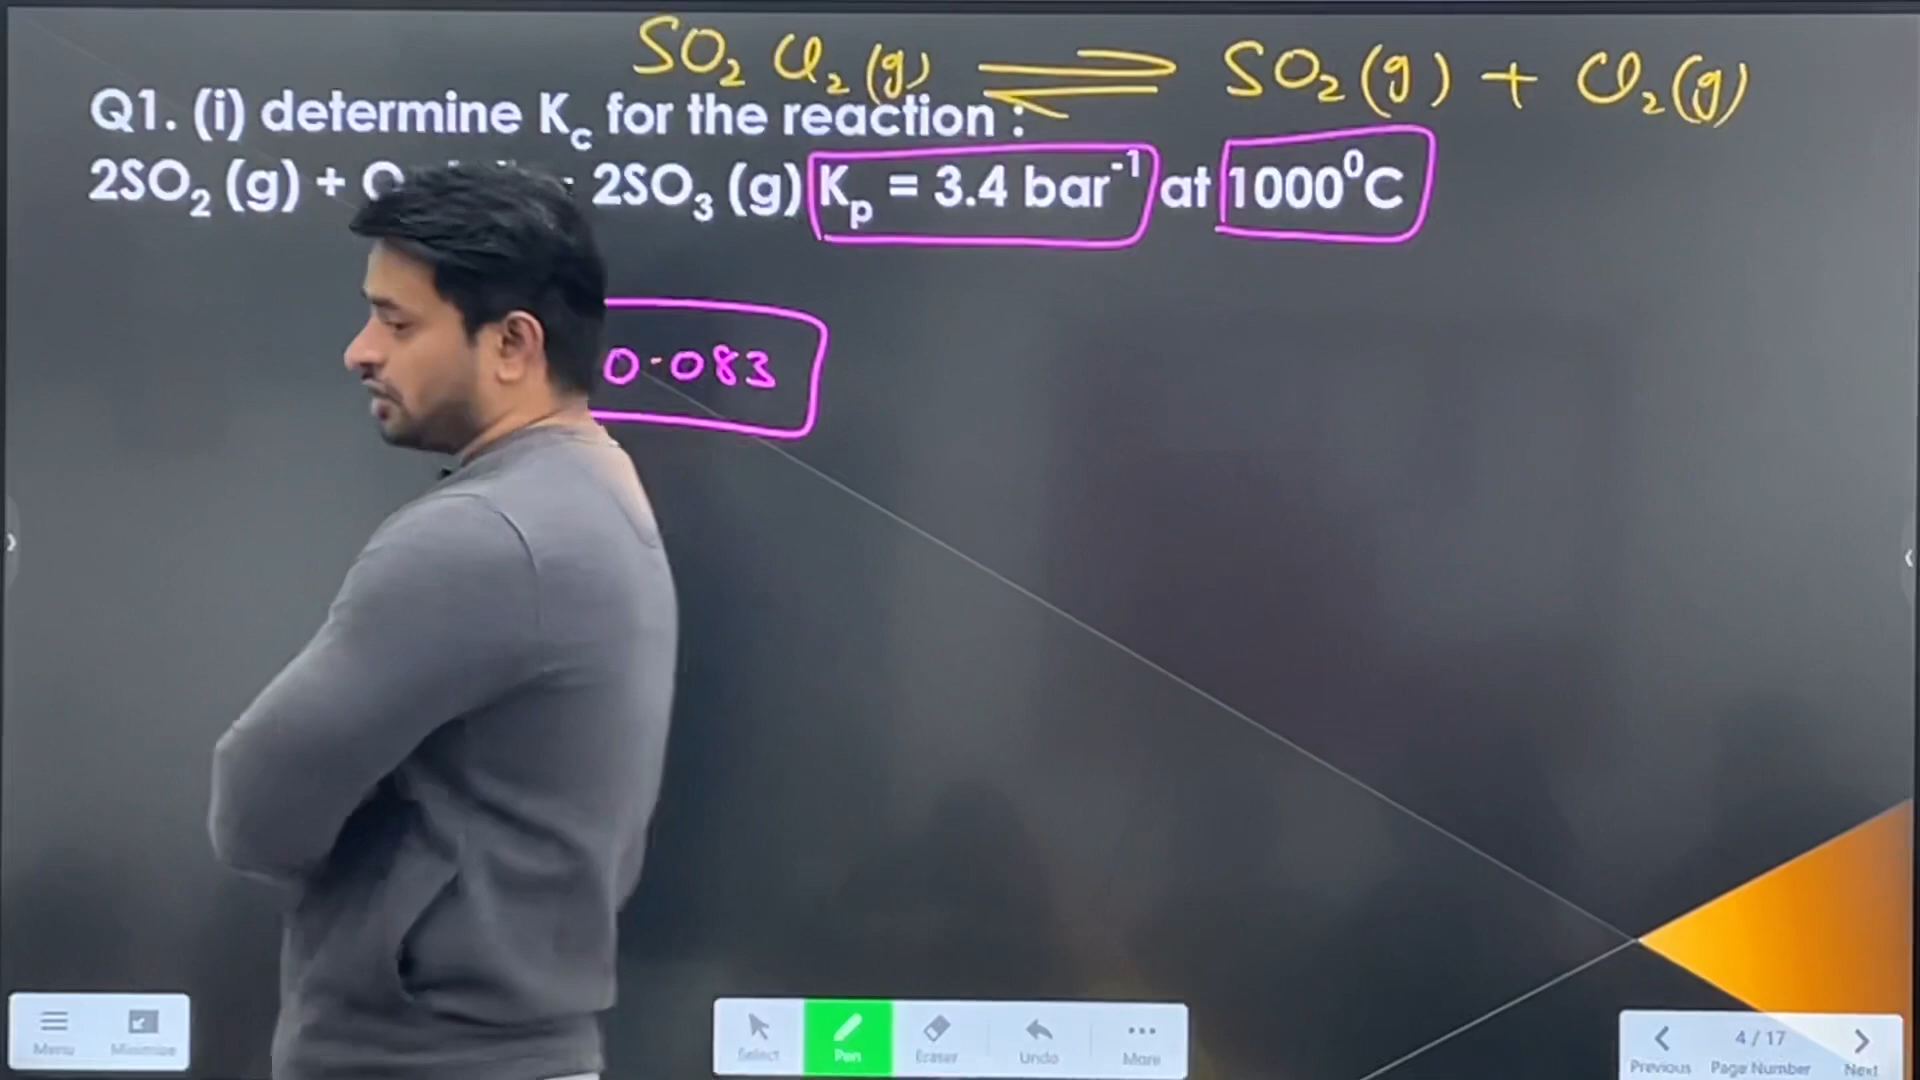 SO₂Cl₂(g) ⇌ SO₂(g) + Cl₂(g)
Q1. (i) determine K꜀ for the reaction :
2SO₂ (g) + 2SO₃ (g) Kₚ = 3.4 bar⁻¹ at 1000⁰C
0.083
Menu
Minimize
Select
Pen
Eraser
Undo
More
4 / 17
Previous
Page Number
Next